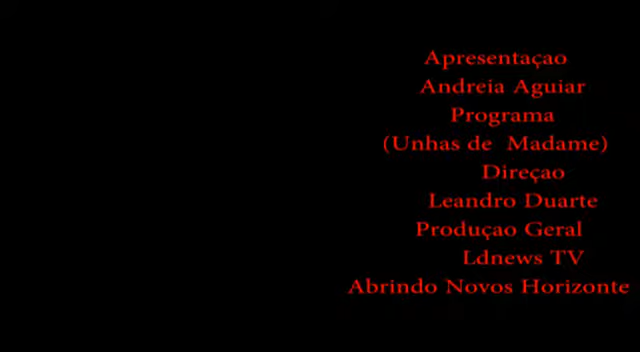 Apresentaçao
Andreia Aguiar
Programa
(Unhas de Madame)
Direçao
Leandro Duarte
Produçao Geral
Ldnews TV
Abrindo Novos Horizonte